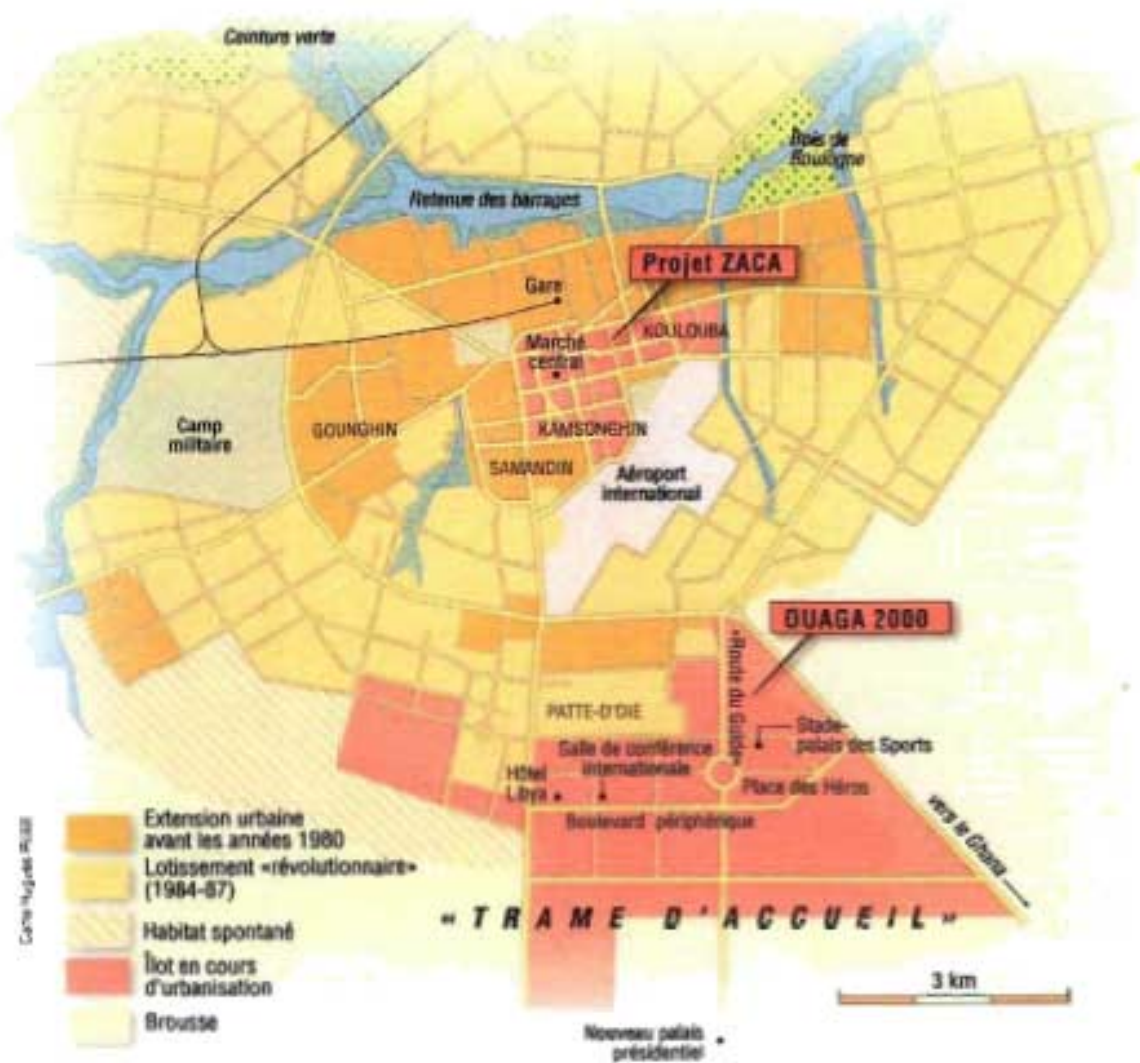 Ceinture verte
Bois de
Boulogne
Retenue des barrages
Projet ZACA
Gare
KOULOUBA
Marché
central
Camp
militaire
GOUNGHIN
KAMSONGHIN
SAMANDIN
Aéroport
international
OUAGA 2000
«Route du Guide»
PATTE-D'OIE
Stade-
palais des Sports
Salle de conférence
internationale
Hôtel
Libya
Place des Héros
Boulevard périphérique
vers le Ghana
Extension urbaine
avant les années 1980
Lotissement «révolutionnaire»
(1984-87)
Habitat spontané
Îlot en cours
d'urbanisation
Brousse
« TRAME D'ACCUEIL »
3 km
Nouveau palais
présidentiel
Carte Hugues